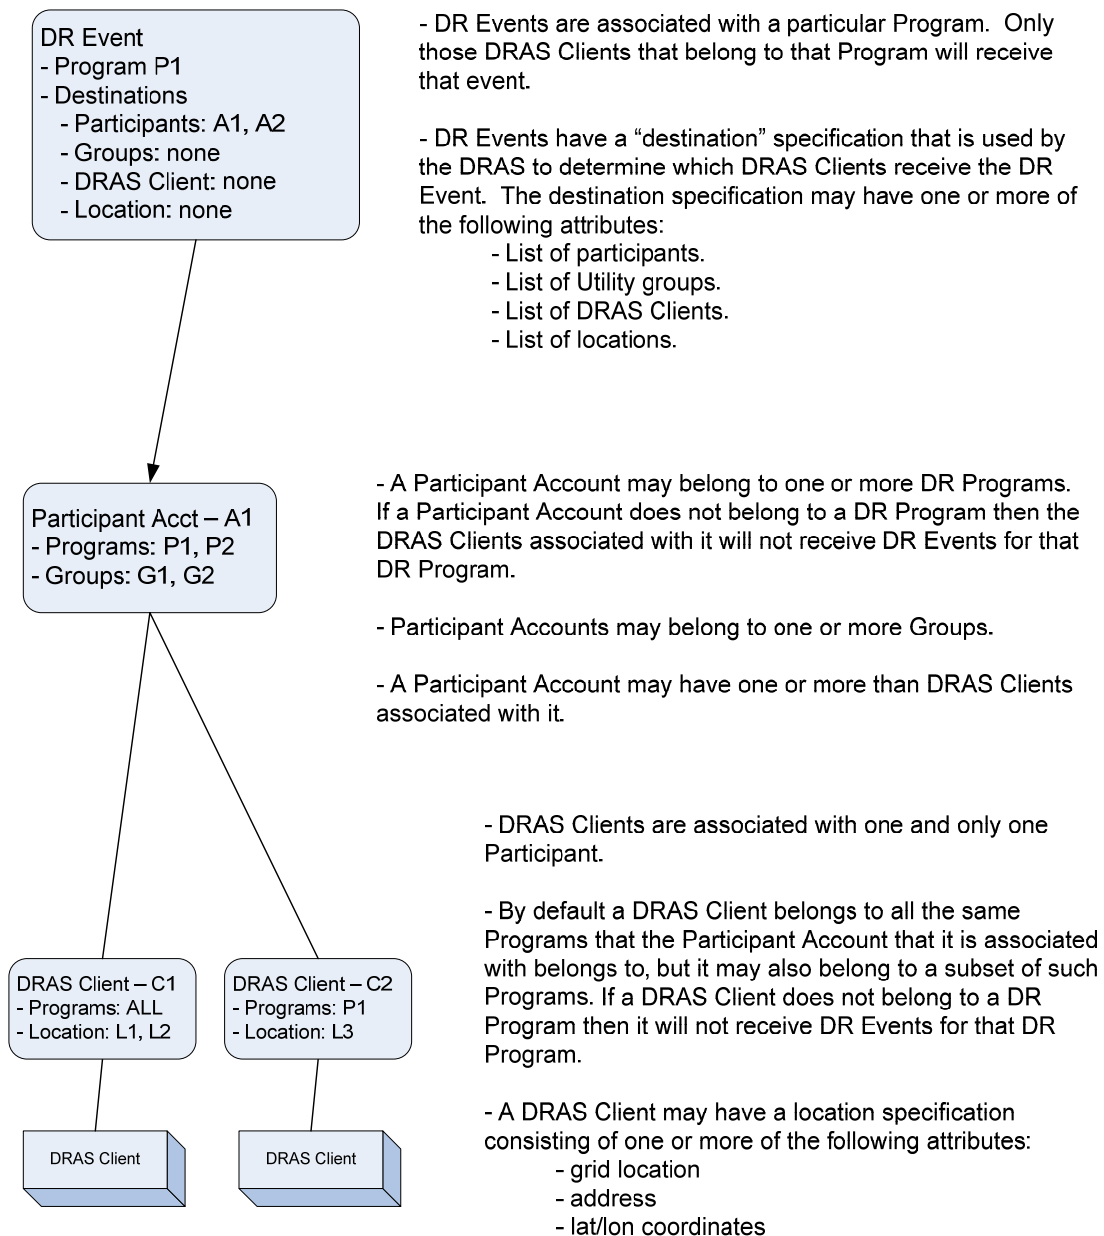 DR Event
- Program P1
- Destinations
- Participants: A1, A2
- Groups: none
- DRAS Client: none
- Location: none
- DR Events are associated with a particular Program. Only
those DRAS Clients that belong to that Program will receive
that event.
- DR Events have a “destination” specification that is used by
the DRAS to determine which DRAS Clients receive the DR
Event. The destination specification may have one or more of
the following attributes:
- List of participants.
- List of Utility groups.
- List of DRAS Clients.
- List of locations.
Participant Acct – A1
- Programs: P1, P2
- Groups: G1, G2
- A Participant Account may belong to one or more DR Programs.
If a Participant Account does not belong to a DR Program then the
DRAS Clients associated with it will not receive DR Events for that
DR Program.
- Participant Accounts may belong to one or more Groups.
- A Participant Account may have one or more than DRAS Clients
associated with it.
DRAS Client – C1
- Programs: ALL
- Location: L1, L2
DRAS Client – C2
- Programs: P1
- Location: L3
DRAS Client
DRAS Client
- DRAS Clients are associated with one and only one
Participant.
- By default a DRAS Client belongs to all the same
Programs that the Participant Account that it is associated
with belongs to, but it may also belong to a subset of such
Programs. If a DRAS Client does not belong to a DR
Program then it will not receive DR Events for that DR
Program.
- A DRAS Client may have a location specification
consisting of one or more of the following attributes:
- grid location
- address
- lat/lon coordinates